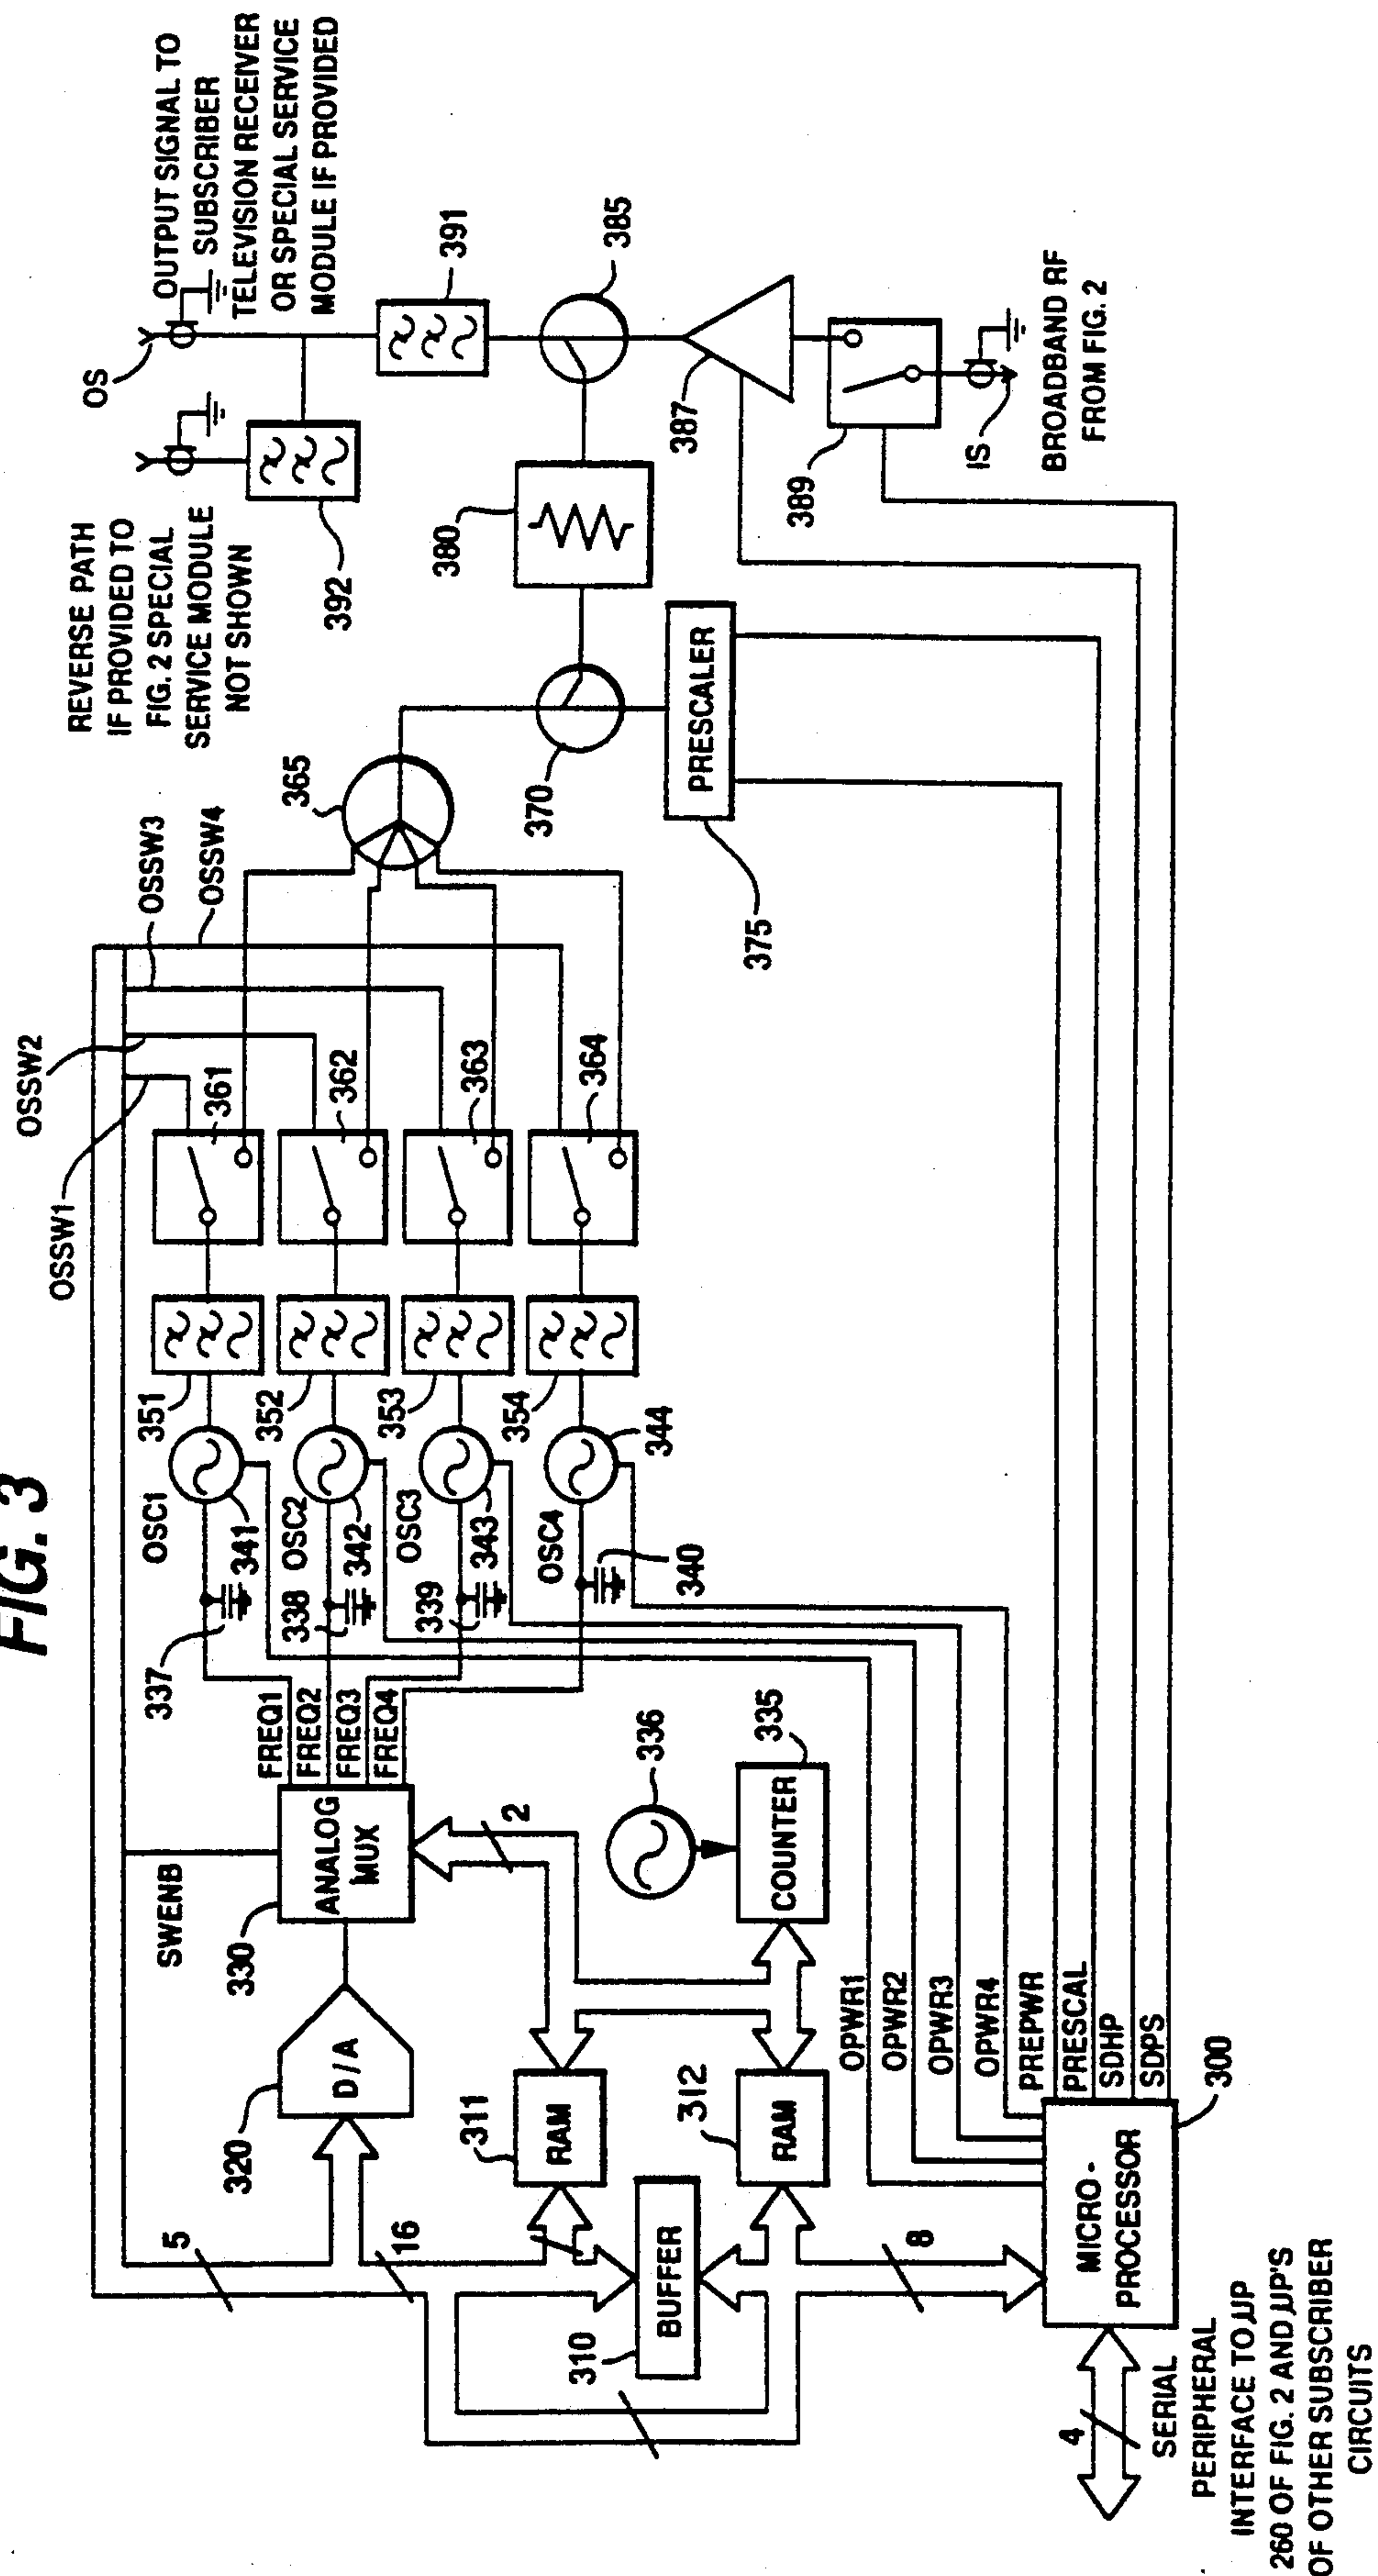 FIG. 3
OSSW1
OSSW2
OSSW3
OSSW4
REVERSE PATH
IF PROVIDED TO
FIG. 2 SPECIAL
SERVICE MODULE
NOT SHOWN
OS
OUTPUT SIGNAL TO
SUBSCRIBER
TELEVISION RECEIVER
OR SPECIAL SERVICE
MODULE IF PROVIDED
5
SWENB
16
320
D/A
330
ANALOG
MUX
FREQ1
FREQ2
FREQ3
FREQ4
337
338
339
340
OSC1
OSC2
OSC3
OSC4
341
342
343
344
351
352
353
354
361
362
363
364
365
370
PRESCALER
375
380
385
387
389
391
392
IS
BROADBAND RF
FROM FIG. 2
2
311
RAM
312
RAM
336
335
COUNTER
310
BUFFER
8
OPWR1
OPWR2
OPWR3
OPWR4
PREPWR
PRESCAL
SDHP
SDPS
300
MICRO-
PROCESSOR
4
SERIAL
PERIPHERAL
INTERFACE TO µP
260 OF FIG. 2 AND µP'S
OF OTHER SUBSCRIBER
CIRCUITS